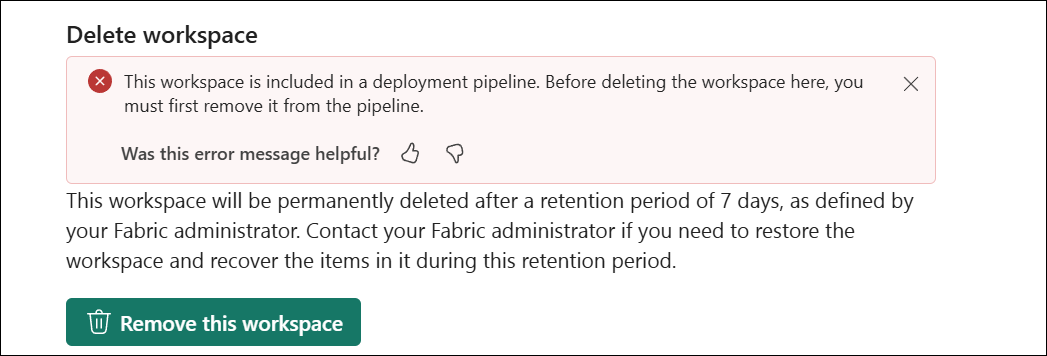 Delete workspace
This workspace is included in a deployment pipeline. Before deleting the workspace here, you
must first remove it from the pipeline.
Was this error message helpful?
This workspace will be permanently deleted after a retention period of 7 days, as defined by
your Fabric administrator. Contact your Fabric administrator if you need to restore the
workspace and recover the items in it during this retention period.
Remove this workspace